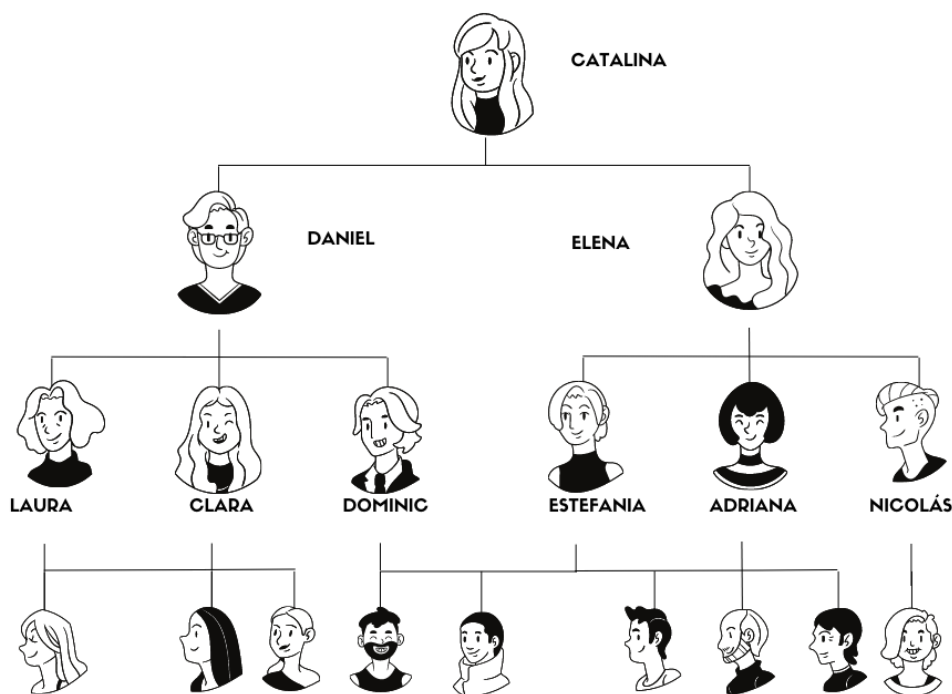 CATALINA
DANIEL
ELENA
LAURA
CLARA
DOMINIC
ESTEFANIA
ADRIANA
NICOLÁS